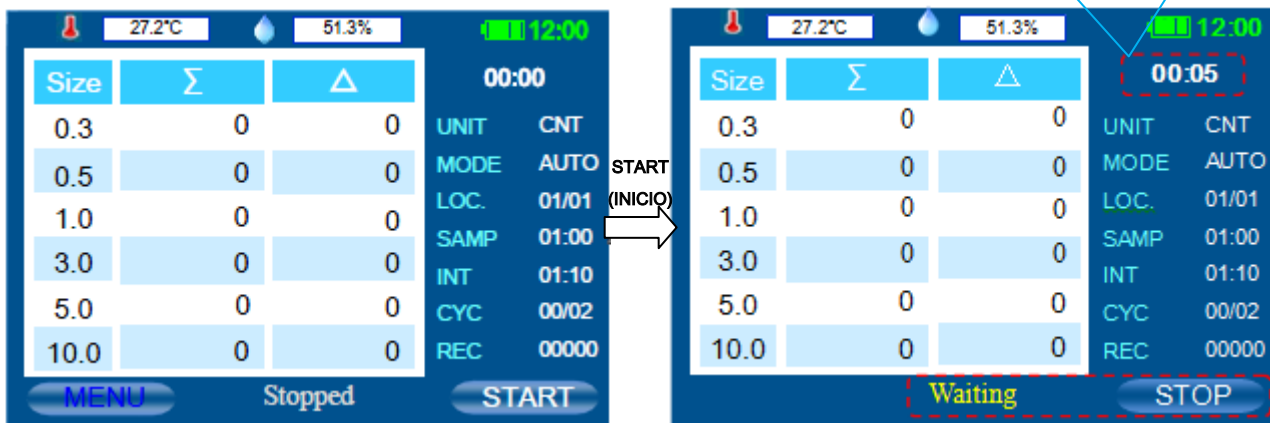 27.2°C 51.3% 12:00
Size Σ Δ 00:00
0.3 0 0 UNIT CNT
0.5 0 0 MODE AUTO
1.0 0 0 LOC. 01/01
3.0 0 0 SAMP 01:00
5.0 0 0 INT 01:10
10.0 0 0 CYC 00/02
REC 00000
MENU Stopped START
START
(INICIO)
27.2°C 51.3% 12:00
Size Σ Δ 00:05
0.3 0 0 UNIT CNT
0.5 0 0 MODE AUTO
1.0 0 0 LOC. 01/01
3.0 0 0 SAMP 01:00
5.0 0 0 INT 01:10
10.0 0 0 CYC 00/02
REC 00000
Waiting STOP